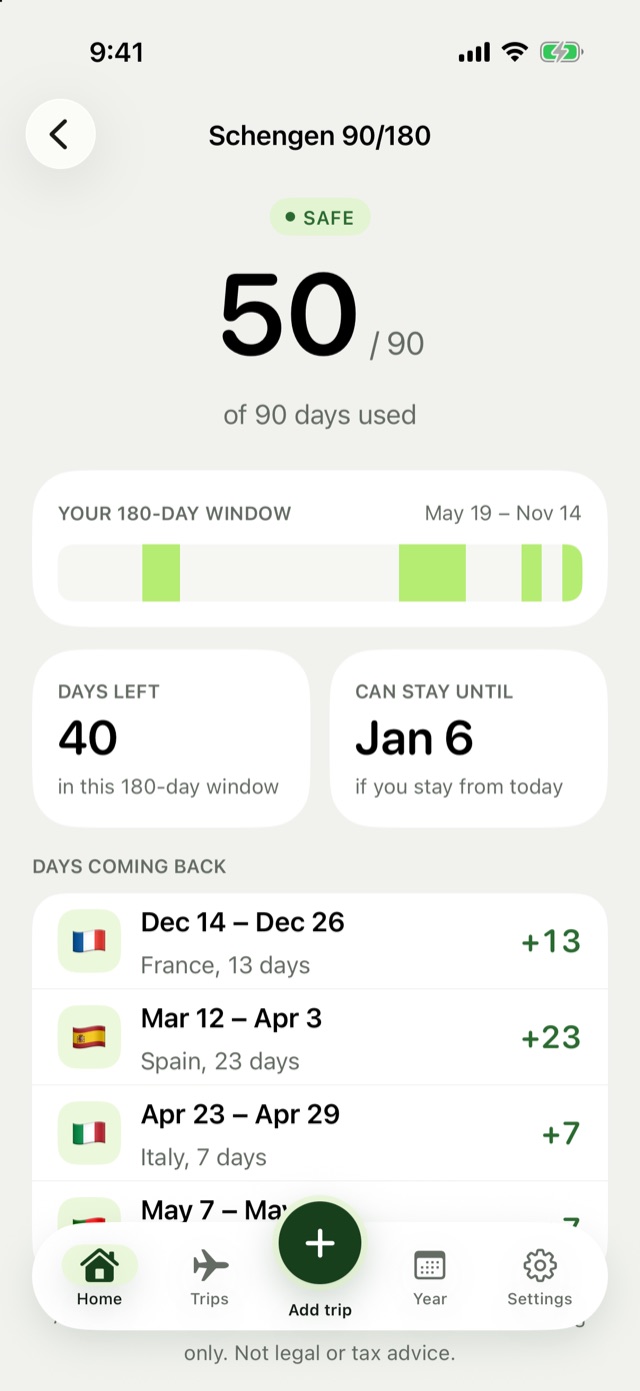 9:41
Schengen 90/180
SAFE
50 / 90
of 90 days used
YOUR 180-DAY WINDOW May 19 – Nov 14
DAYS LEFT
40
in this 180-day window
CAN STAY UNTIL
Jan 6
if you stay from today
DAYS COMING BACK
Dec 14 – Dec 26
France, 13 days
+13
Mar 12 – Apr 3
Spain, 23 days
+23
Apr 23 – Apr 29
Italy, 7 days
+7
May 7 –
Home
Trips
Add trip
Year
Settings
only. Not legal or tax advice.